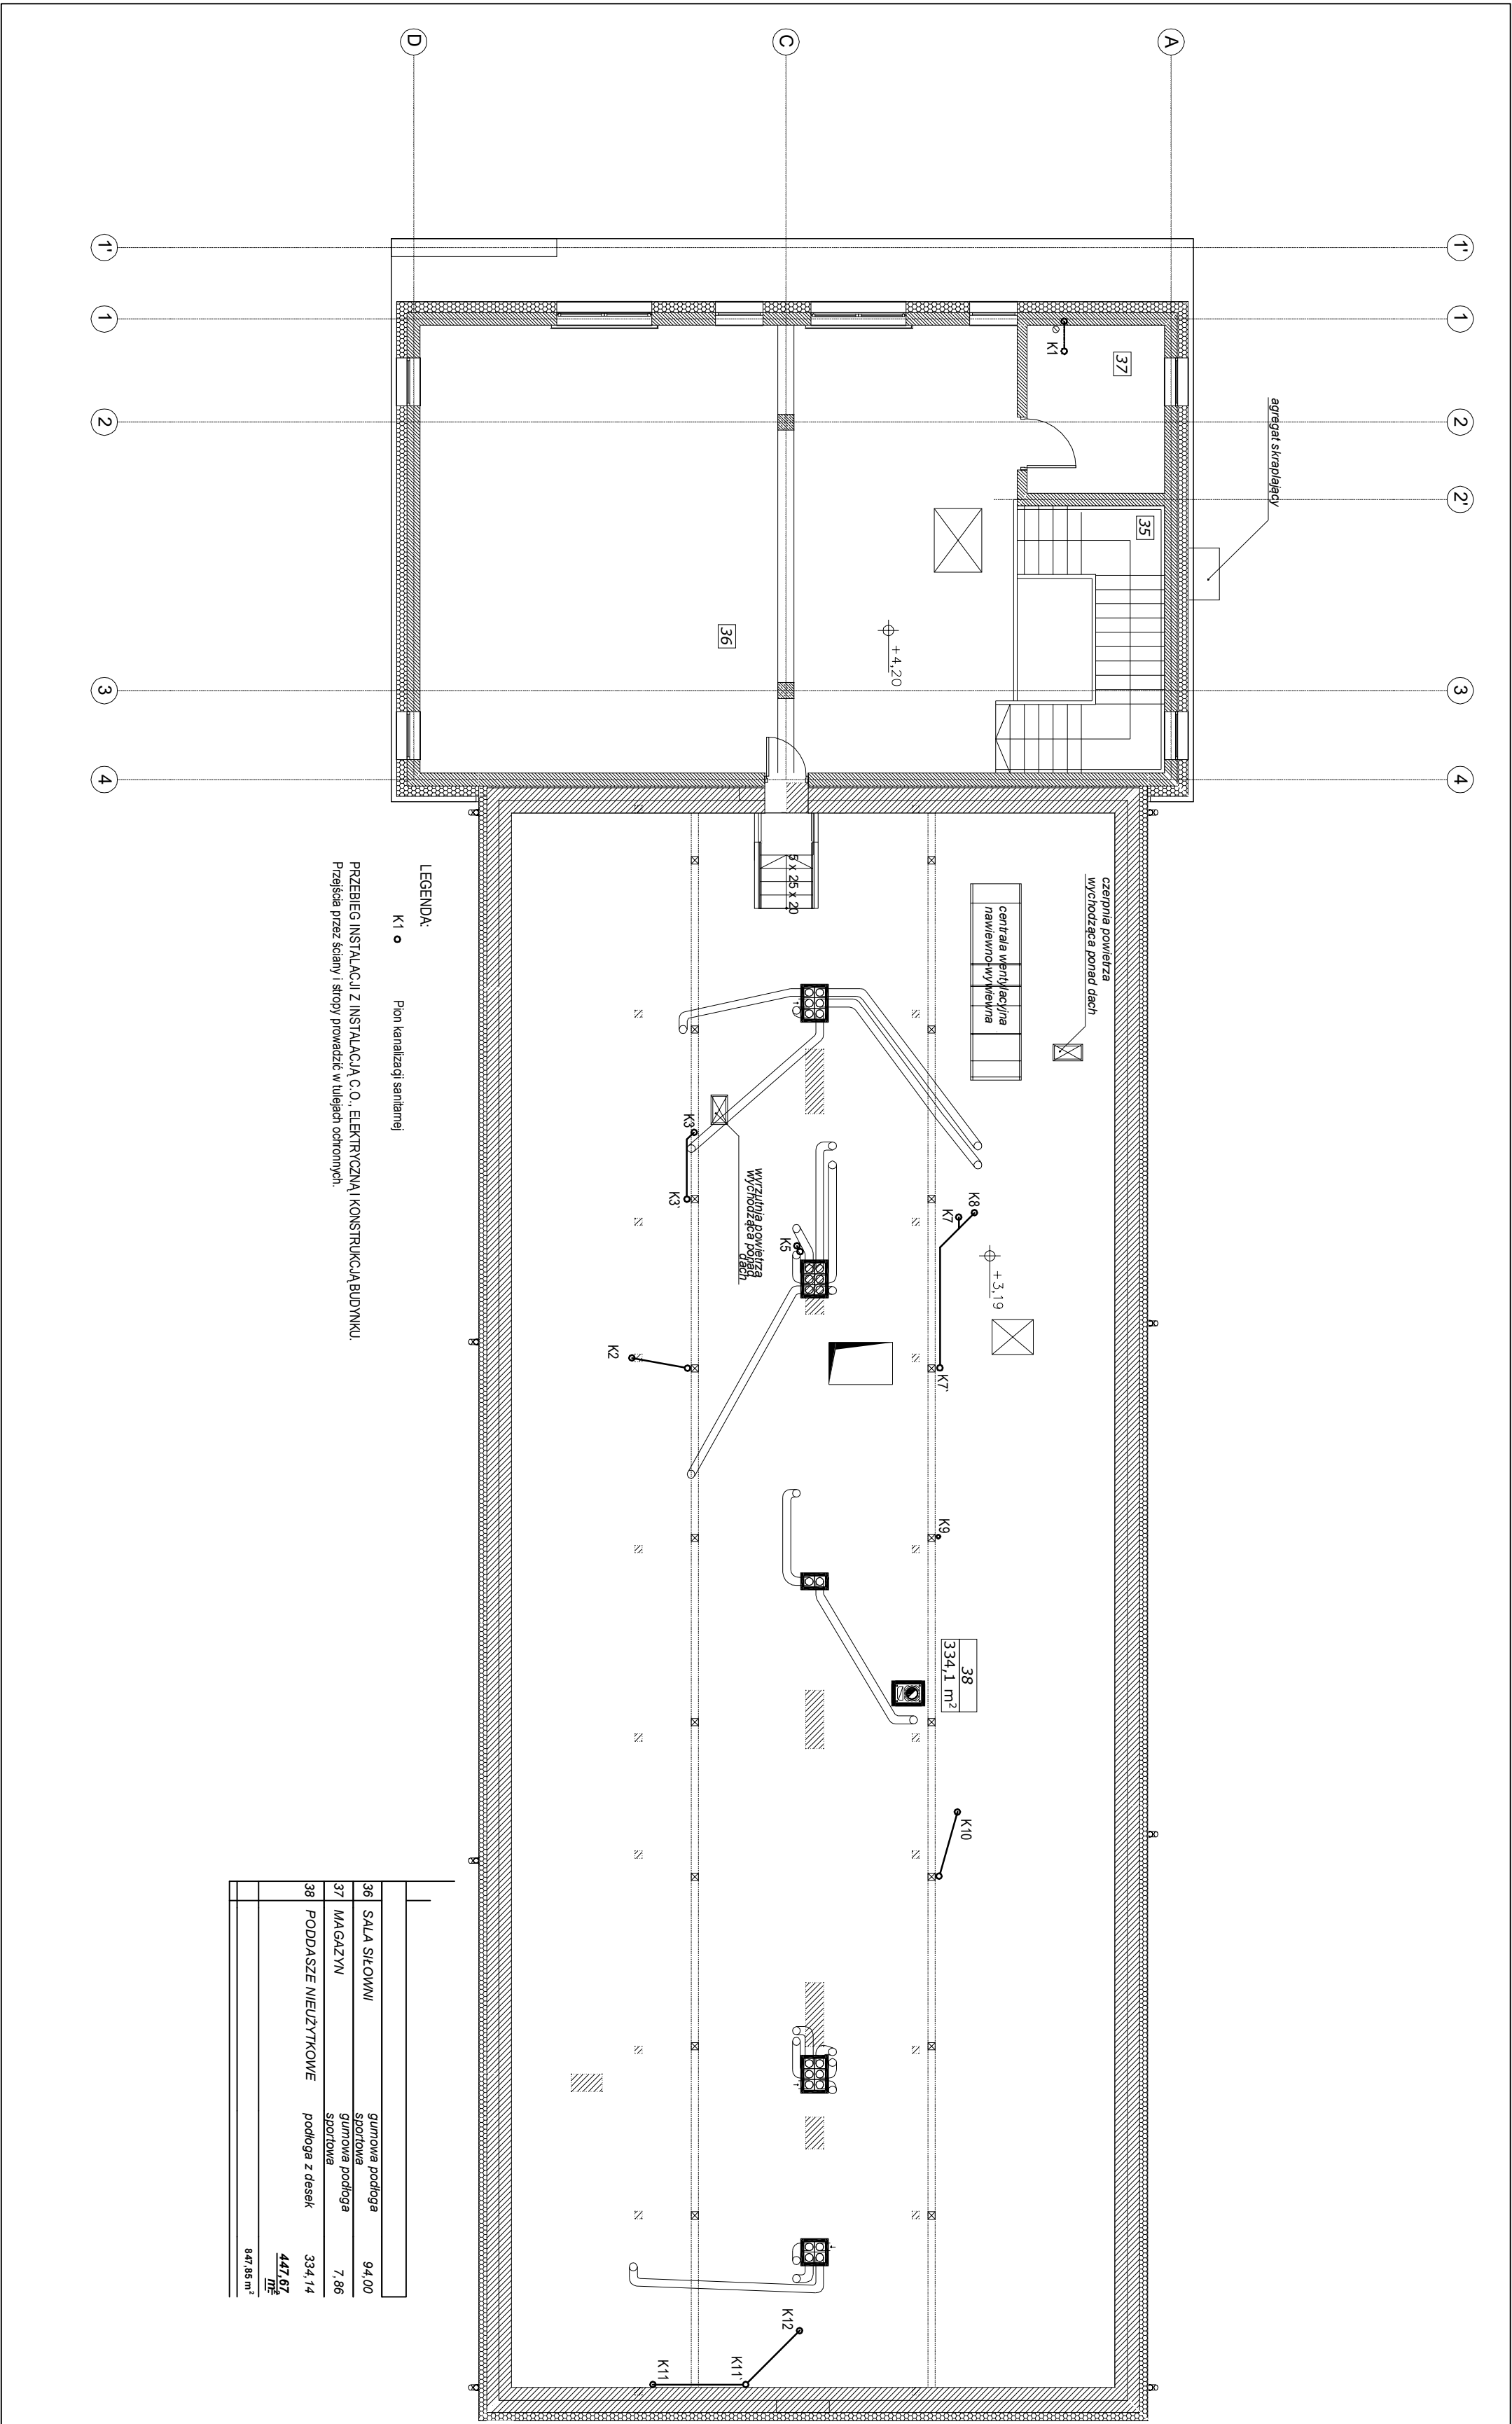 A
C
D
1'
1
2
2'
3
4
1'
1
2
3
4
agregat skraplający
K1
37
35
+4,20
36
5 x 25 x 20
czerpnia powietrza
wychodząca ponad dach
centrala wentylacyjna
nawiewno-wywiewna
K8
K7
+3,19
K7`
K3
K3`
wyrzutnia powietrza
wychodząca ponad
dach
K5
K2
K9
38
334,1 m²
K10
K12
K11`
K11
LEGENDA:
K1 Pion kanalizacji sanitarnej
PRZEBIEG INSTALACJI Z INSTALACJĄ C.O., ELEKTRYCZNĄ I KONSTRUKCJĄ BUDYNKU.
Przejścia przez ściany i stropy prowadzić w tulejach ochronnych.
36 SALA SIŁOWNI gumowa podłoga 94,00
sportowa
37 MAGAZYN gumowa podłoga 7,86
sportowa
38 PODDASZE NIEUŻYTKOWE podłoga z desek 334,14
447,67
m²
847,85 m²